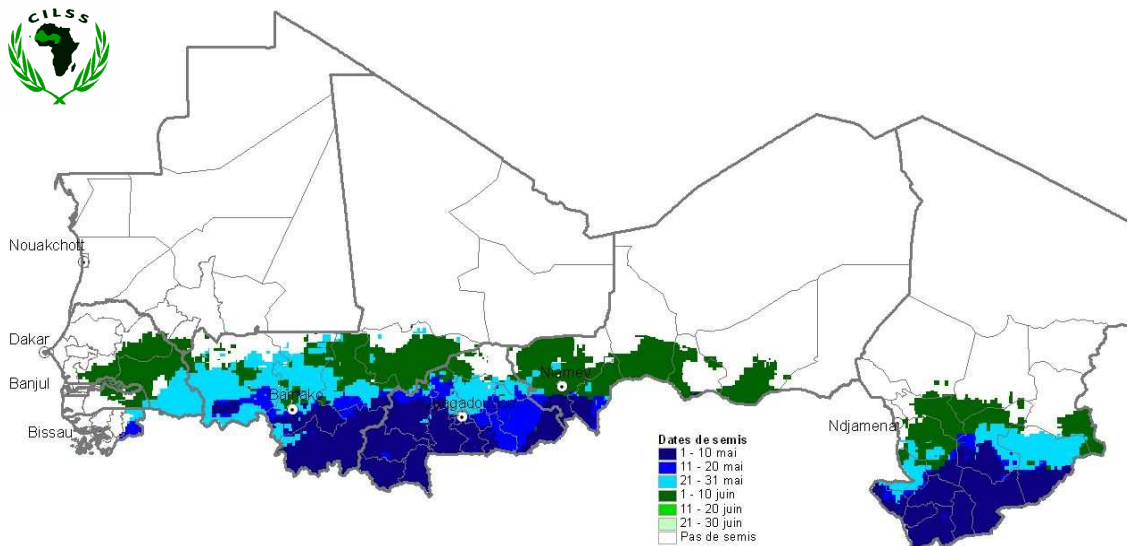 CILSS
Nouakchott
Dakar
Banjul
Bissau
Bamako
Niamey
Ndjamena
Dates de semis
1 - 10 mai
11 - 20 mai
21 - 31 mai
1 - 10 juin
11 - 20 juin
21 - 30 juin
Pas de semis